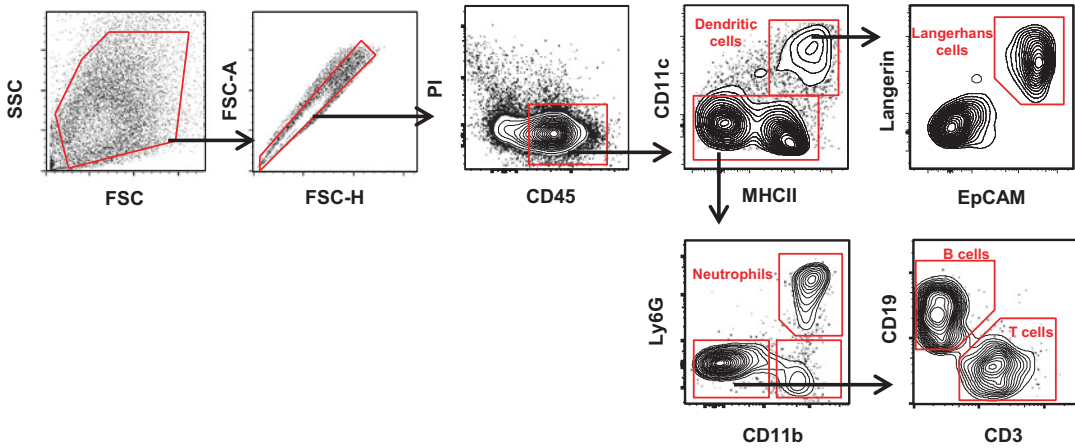 SSC
FSC
FSC-A
FSC-H
PI
CD45
CD11c
Dendritic
cells
MHCII
Langerin
Langerhans
cells
EpCAM
Ly6G
Neutrophils
CD11b
CD19
B cells
T cells
CD3